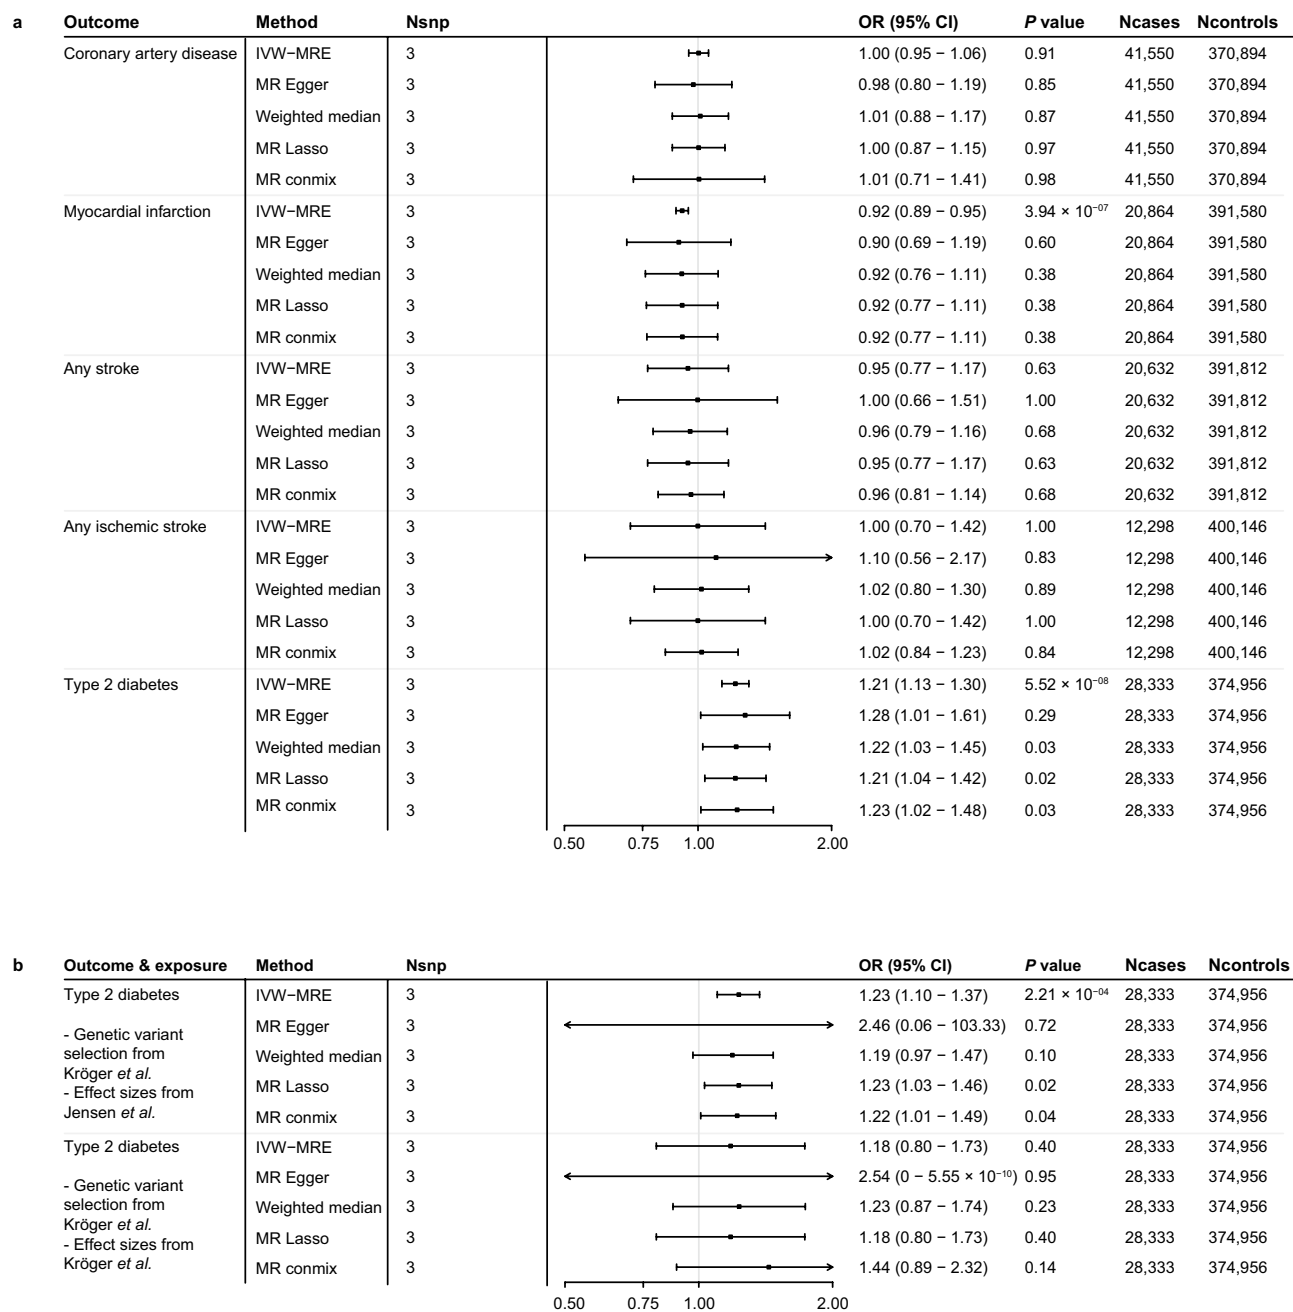 a Outcome Method Nsnp OR (95% CI) P value Ncases Ncontrols
Coronary artery disease IVW−MRE 3 1.00 (0.95 − 1.06) 0.91 41,550 370,894
MR Egger 3 0.98 (0.80 − 1.19) 0.85 41,550 370,894
Weighted median 3 1.01 (0.88 − 1.17) 0.87 41,550 370,894
MR Lasso 3 1.00 (0.87 − 1.15) 0.97 41,550 370,894
MR conmix 3 1.01 (0.71 − 1.41) 0.98 41,550 370,894
Myocardial infarction IVW−MRE 3 0.92 (0.89 − 0.95) 3.94 × 10⁻⁰⁷ 20,864 391,580
MR Egger 3 0.90 (0.69 − 1.19) 0.60 20,864 391,580
Weighted median 3 0.92 (0.76 − 1.11) 0.38 20,864 391,580
MR Lasso 3 0.92 (0.77 − 1.11) 0.38 20,864 391,580
MR conmix 3 0.92 (0.77 − 1.11) 0.38 20,864 391,580
Any stroke IVW−MRE 3 0.95 (0.77 − 1.17) 0.63 20,632 391,812
MR Egger 3 1.00 (0.66 − 1.51) 1.00 20,632 391,812
Weighted median 3 0.96 (0.79 − 1.16) 0.68 20,632 391,812
MR Lasso 3 0.95 (0.77 − 1.17) 0.63 20,632 391,812
MR conmix 3 0.96 (0.81 − 1.14) 0.68 20,632 391,812
Any ischemic stroke IVW−MRE 3 1.00 (0.70 − 1.42) 1.00 12,298 400,146
MR Egger 3 1.10 (0.56 − 2.17) 0.83 12,298 400,146
Weighted median 3 1.02 (0.80 − 1.30) 0.89 12,298 400,146
MR Lasso 3 1.00 (0.70 − 1.42) 1.00 12,298 400,146
MR conmix 3 1.02 (0.84 − 1.23) 0.84 12,298 400,146
Type 2 diabetes IVW−MRE 3 1.21 (1.13 − 1.30) 5.52 × 10⁻⁰⁸ 28,333 374,956
MR Egger 3 1.28 (1.01 − 1.61) 0.29 28,333 374,956
Weighted median 3 1.22 (1.03 − 1.45) 0.03 28,333 374,956
MR Lasso 3 1.21 (1.04 − 1.42) 0.02 28,333 374,956
MR conmix 3 1.23 (1.02 − 1.48) 0.03 28,333 374,956
0.50 0.75 1.00 2.00
b Outcome & exposure Method Nsnp OR (95% CI) P value Ncases Ncontrols
Type 2 diabetes IVW−MRE 3 1.23 (1.10 − 1.37) 2.21 × 10⁻⁰⁴ 28,333 374,956
MR Egger 3 2.46 (0.06 − 103.33) 0.72 28,333 374,956
- Genetic variant
selection from Weighted median 3 1.19 (0.97 − 1.47) 0.10 28,333 374,956
Kröger et al.
- Effect sizes from MR Lasso 3 1.23 (1.03 − 1.46) 0.02 28,333 374,956
Jensen et al. MR conmix 3 1.22 (1.01 − 1.49) 0.04 28,333 374,956
Type 2 diabetes IVW−MRE 3 1.18 (0.80 − 1.73) 0.40 28,333 374,956
MR Egger 3 2.54 (0 − 5.55 × 10⁻¹⁰) 0.95 28,333 374,956
- Genetic variant
selection from Weighted median 3 1.23 (0.87 − 1.74) 0.23 28,333 374,956
Kröger et al.
- Effect sizes from MR Lasso 3 1.18 (0.80 − 1.73) 0.40 28,333 374,956
Kröger et al. MR conmix 3 1.44 (0.89 − 2.32) 0.14 28,333 374,956
0.50 0.75 1.00 2.00